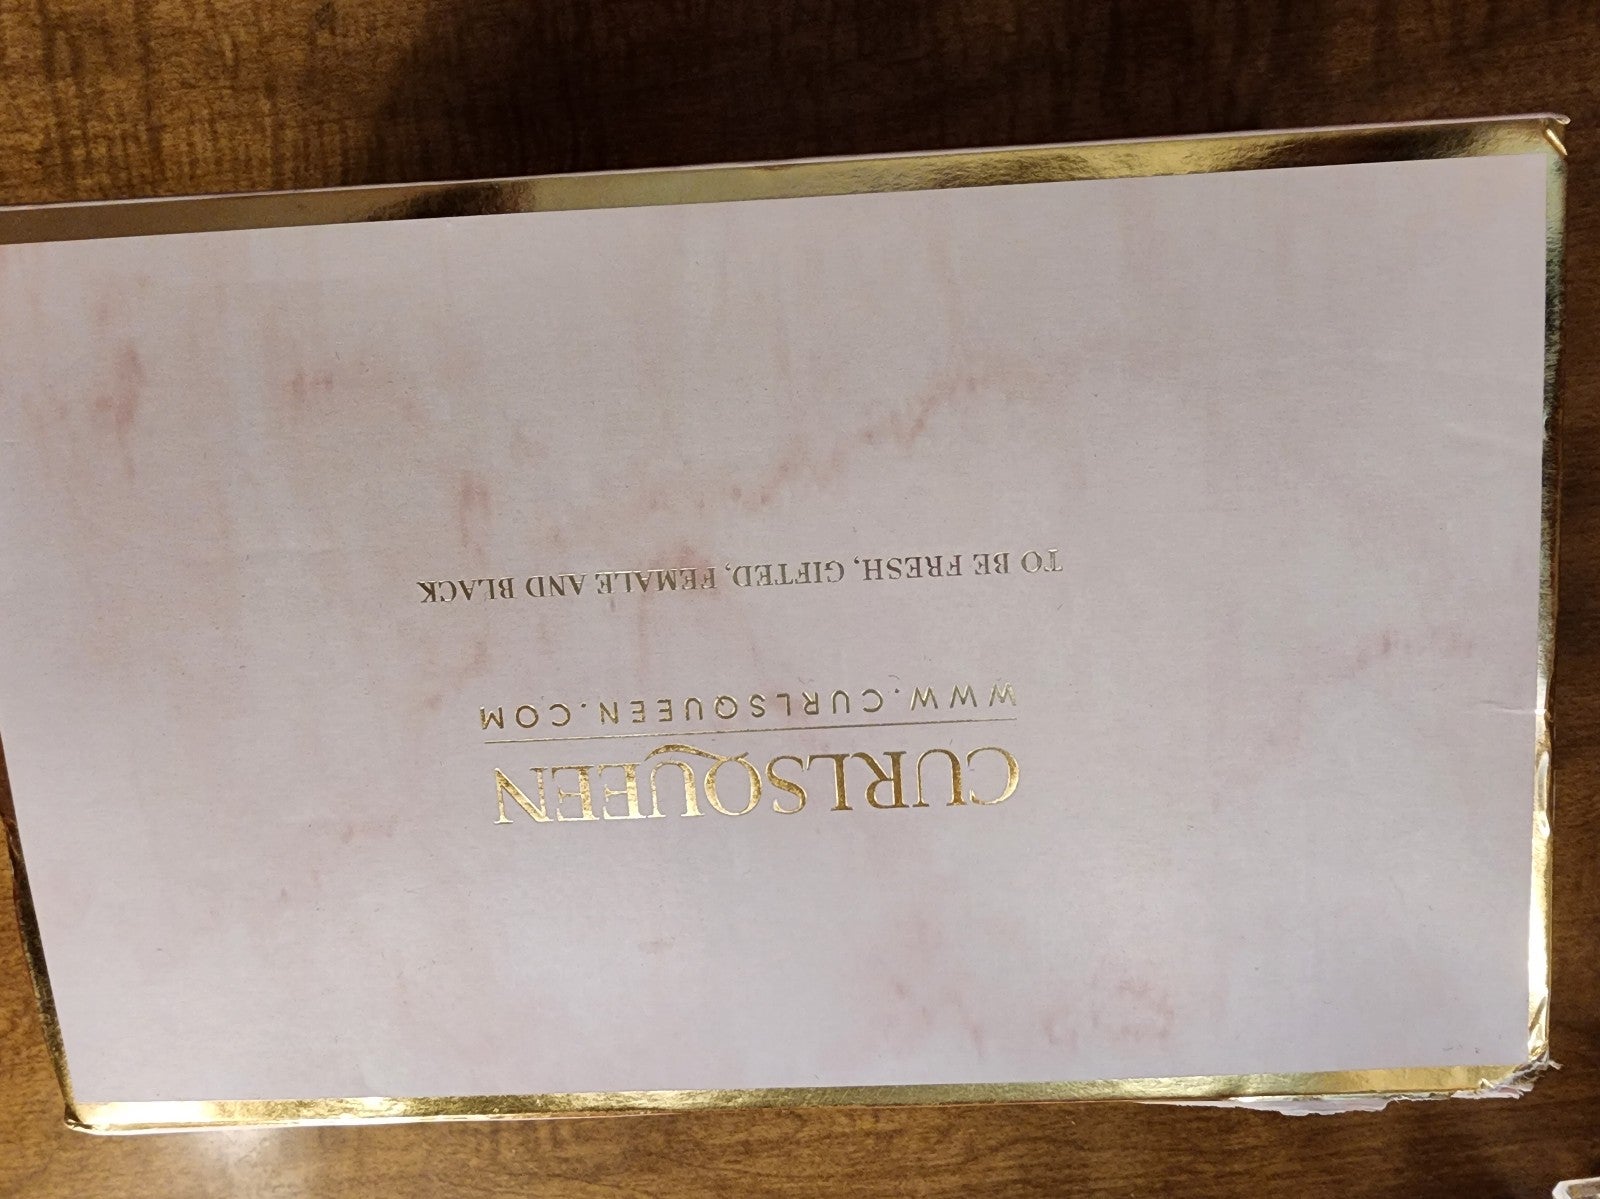 CURLSQUEEN
WWW.CURLSQUEEN.COM
TO BE FRESH, GIFTED, FEMALE AND BLACK